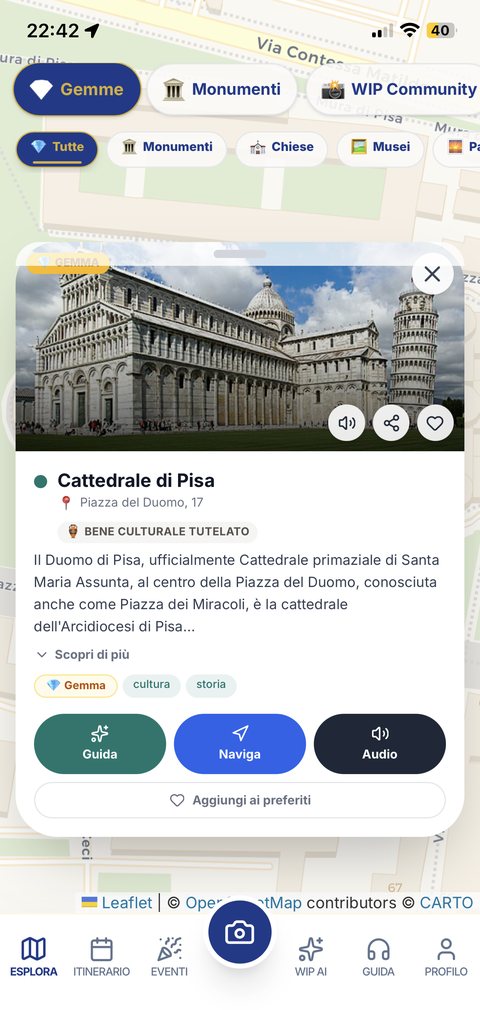 22:42
40
Via Contessa Matilde
Mura di Pisa
Gemme
Monumenti
WIP Community
Tutte
Monumenti
Chiese
Musei
GEMMA
Cattedrale di Pisa
Piazza del Duomo, 17
BENE CULTURALE TUTELATO
Il Duomo di Pisa, ufficialmente Cattedrale primaziale di Santa
Maria Assunta, al centro della Piazza del Duomo, conosciuta
anche come Piazza dei Miracoli, è la cattedrale
dell'Arcidiocesi di Pisa...
Scopri di più
Gemma
cultura
storia
Guida
Naviga
Audio
Aggiungi ai preferiti
67
Leaflet | © OpenStreetMap contributors © CARTO
ESPLORA
ITINERARIO
EVENTI
WIP AI
GUIDA
PROFILO